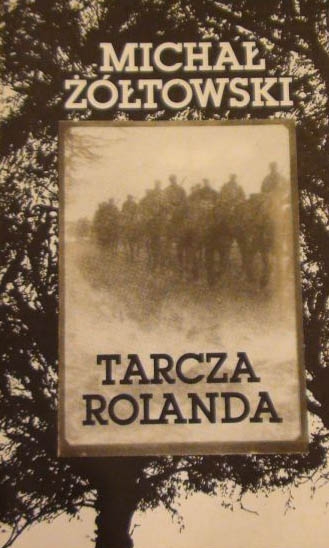 MICHAŁ
ŻÓŁTOWSKI
TARCZA
ROLANDA